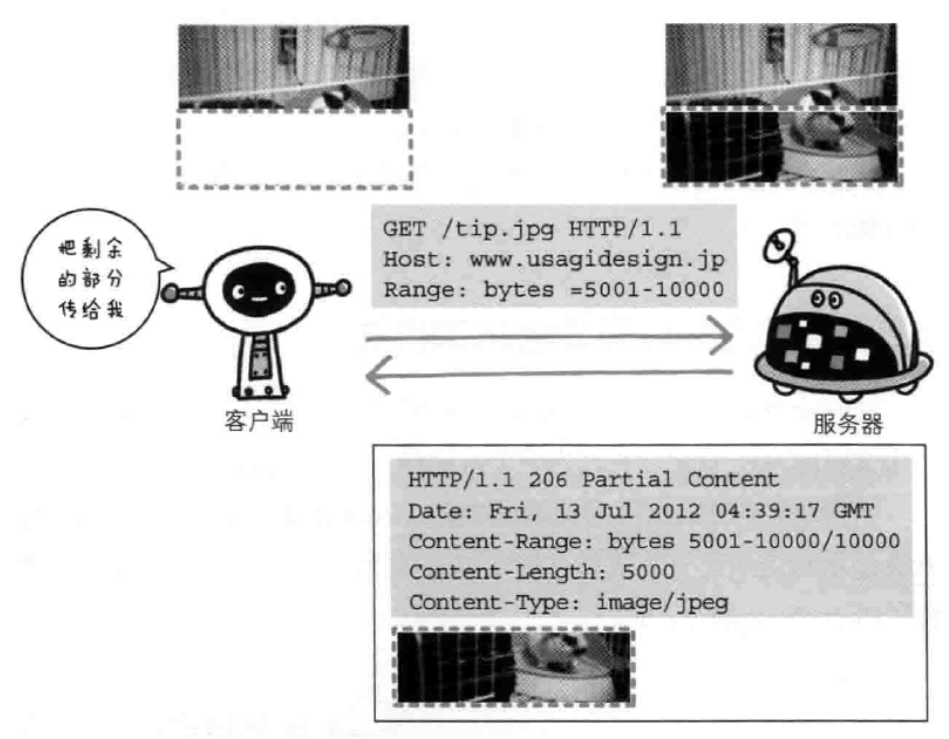 把剩余
的部分
传给我
GET /tip.jpg HTTP/1.1
Host: www.usagidesign.jp
Range: bytes =5001-10000
客户端
服务器
HTTP/1.1 206 Partial Content
Date: Fri, 13 Jul 2012 04:39:17 GMT
Content-Range: bytes 5001-10000/10000
Content-Length: 5000
Content-Type: image/jpeg